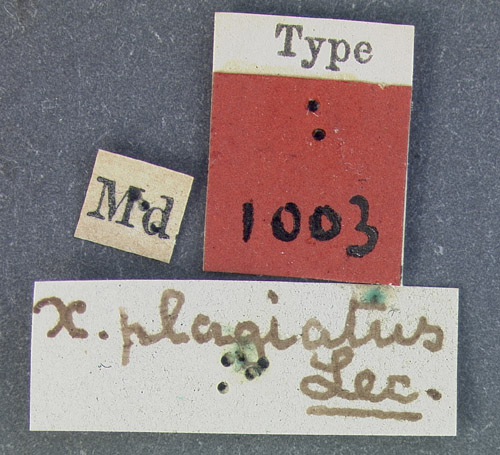 Type
1003
Md
X. plagiatus
Lec.